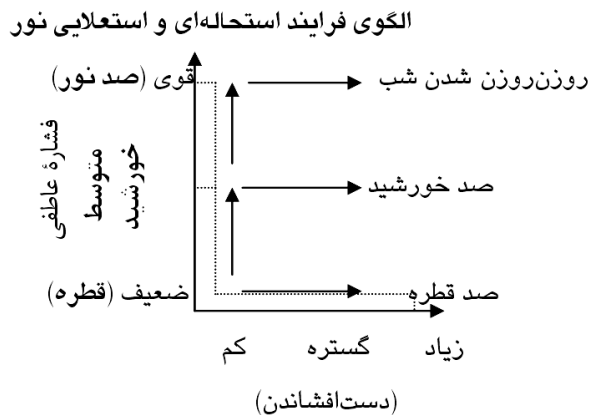 الگوی فرایند استحاله‌ای و استعلایی نور
قوی (صد نور)
روزن‌روزن شدن شب
فشارهٔ عاطفی
متوسط
خورشید
صد خورشید
ضعیف (قطره)
صد قطره
کم
گستره
زیاد
(دست‌افشاندن)